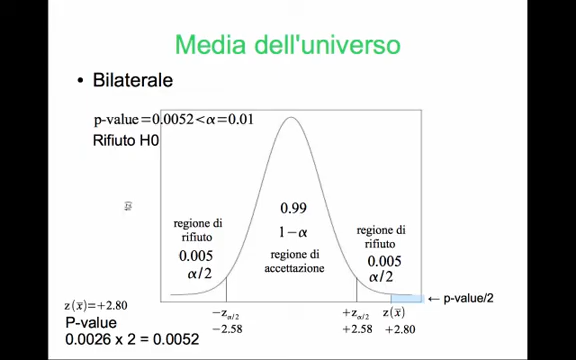 Media dell'universo
• Bilaterale
p-value=0.0052<α=0.01
Rifiuto H0
f(z)
0.99
1−α
regione di
accettazione
regione di
rifiuto
0.005
α/2
regione di
rifiuto
0.005
α/2
← p-value/2
−zα/2
−2.58
+zα/2
+2.58
z(x̅)
+2.80
z(x̅)=+2.80
P-value
0.0026 x 2 = 0.0052